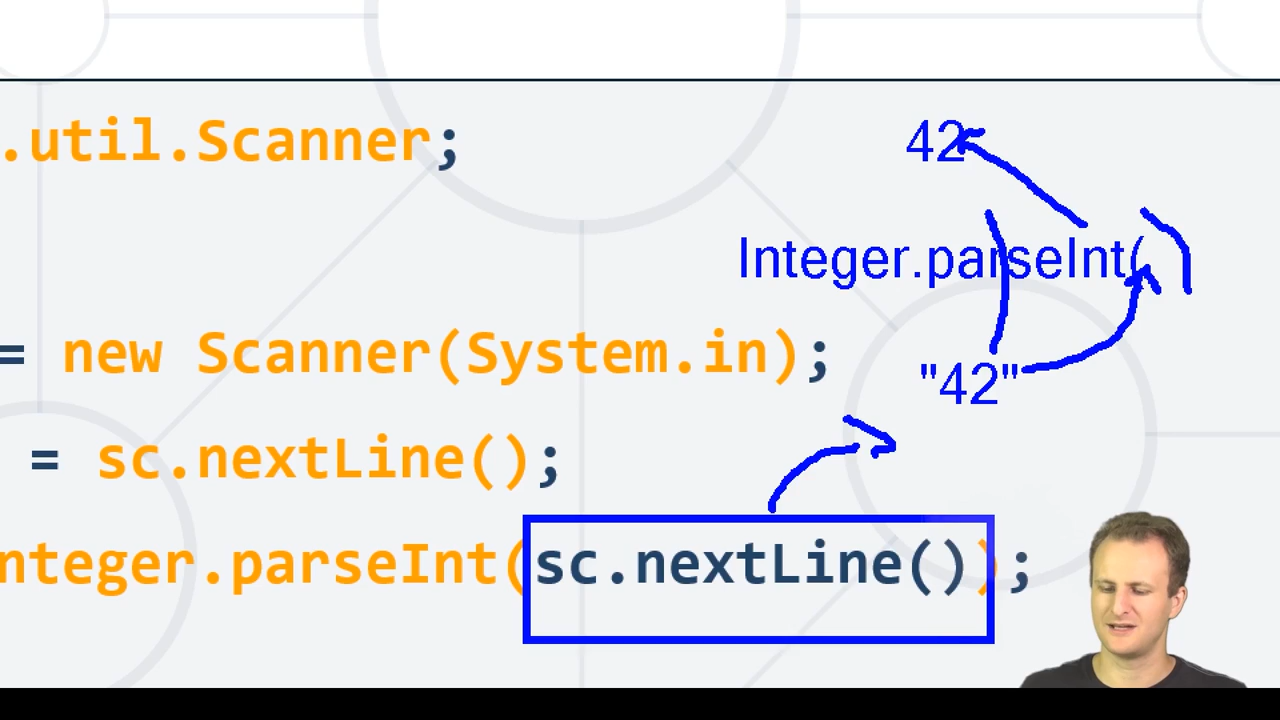 .util.Scanner;
42
Integer.parseInt( )
= new Scanner(System.in);
"42"
= sc.nextLine();
nteger.parseInt(sc.nextLine());